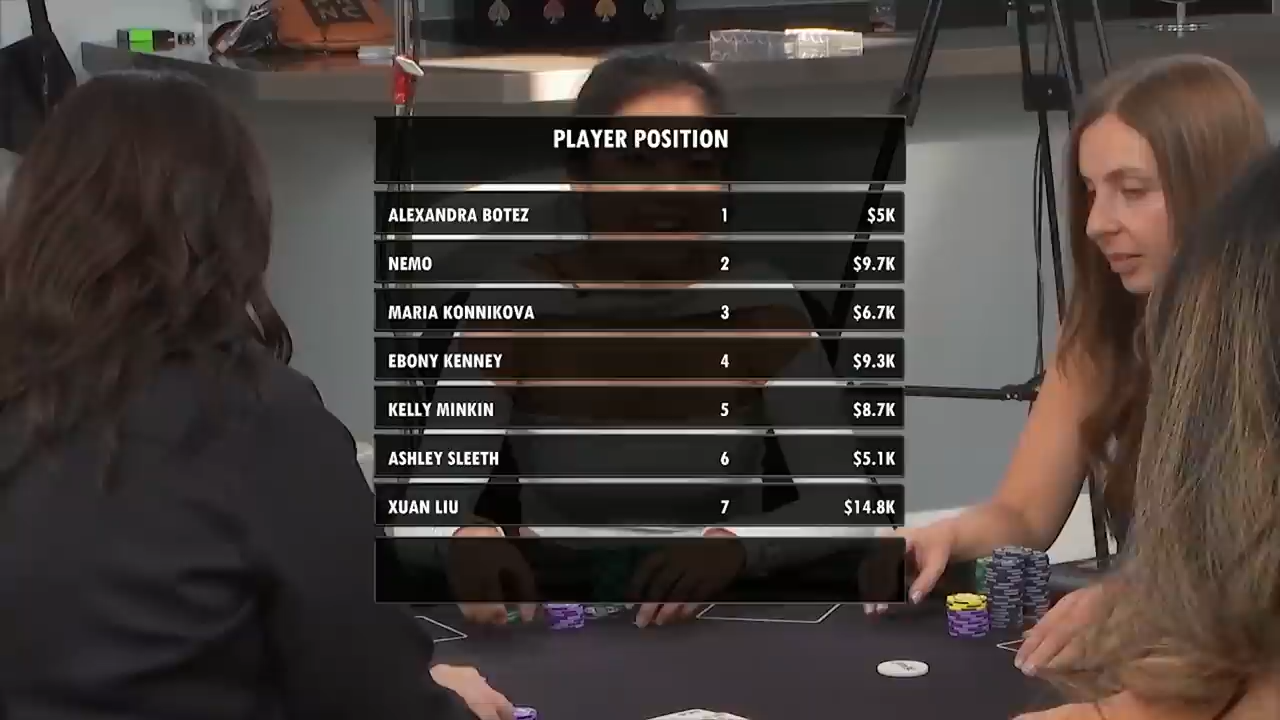 PLAYER POSITION
ALEXANDRA BOTEZ 1 $5K
NEMO 2 $9.7K
MARIA KONNIKOVA 3 $6.7K
EBONY KENNEY 4 $9.3K
KELLY MINKIN 5 $8.7K
ASHLEY SLEETH 6 $5.1K
XUAN LIU 7 $14.8K